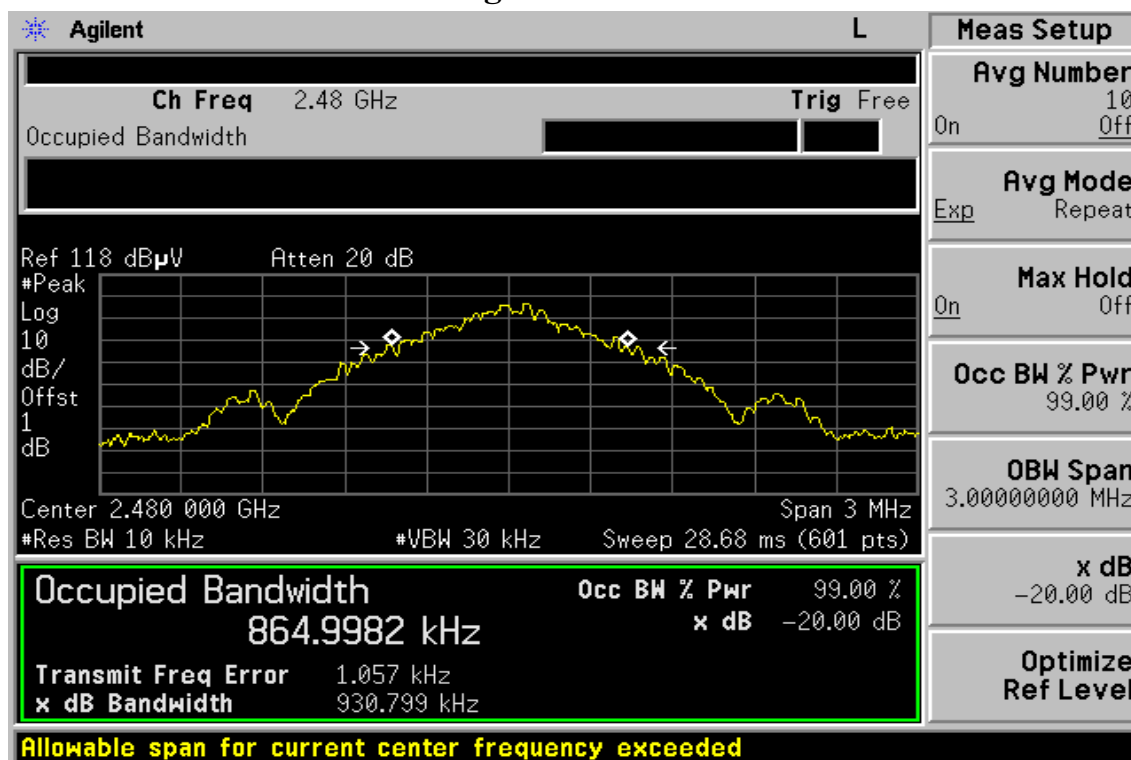 Agilent L
Ch Freq 2.48 GHz Trig Free
Occupied Bandwidth
Ref 118 dBµV Atten 20 dB
#Peak
Log
10
dB/
Offst
1
dB
Center 2.480 000 GHz Span 3 MHz
#Res BW 10 kHz #VBW 30 kHz Sweep 28.68 ms (601 pts)
Occupied Bandwidth
864.9982 kHz
Occ BW % Pwr 99.00 %
x dB -20.00 dB
Transmit Freq Error 1.057 kHz
x dB Bandwidth 930.799 kHz
Allowable span for current center frequency exceeded
Meas Setup
Avg Number
10
On Off
Avg Mode
Exp Repeat
Max Hold
On Off
Occ BW % Pwr
99.00 %
OBW Span
3.00000000 MHz
x dB
-20.00 dB
Optimize
Ref Level